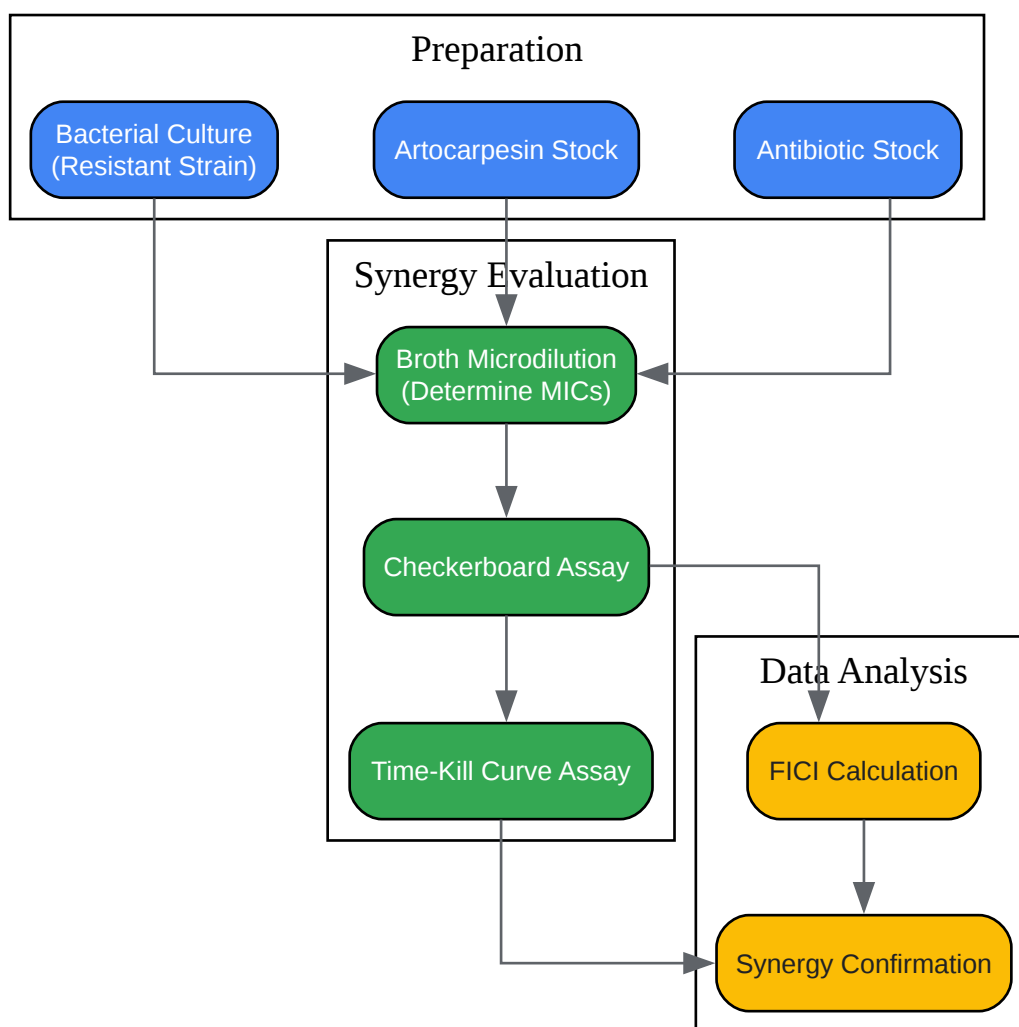 Preparation
Bacterial Culture
(Resistant Strain)
Artocarpesin Stock
Antibiotic Stock
Synergy Evaluation
Broth Microdilution
(Determine MICs)
Checkerboard Assay
Time-Kill Curve Assay
Data Analysis
FICI Calculation
Synergy Confirmation